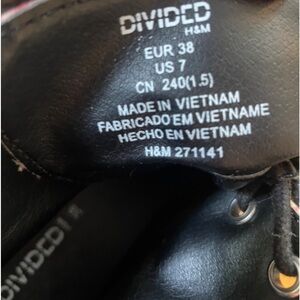 DIVIDED
H&M
EUR 38
US 7
CN 240(1.5)
MADE IN VIETNAM
FABRICADO EM VIETNAME
HECHO EN VIETNAM
H&M 271141
DIVIDED